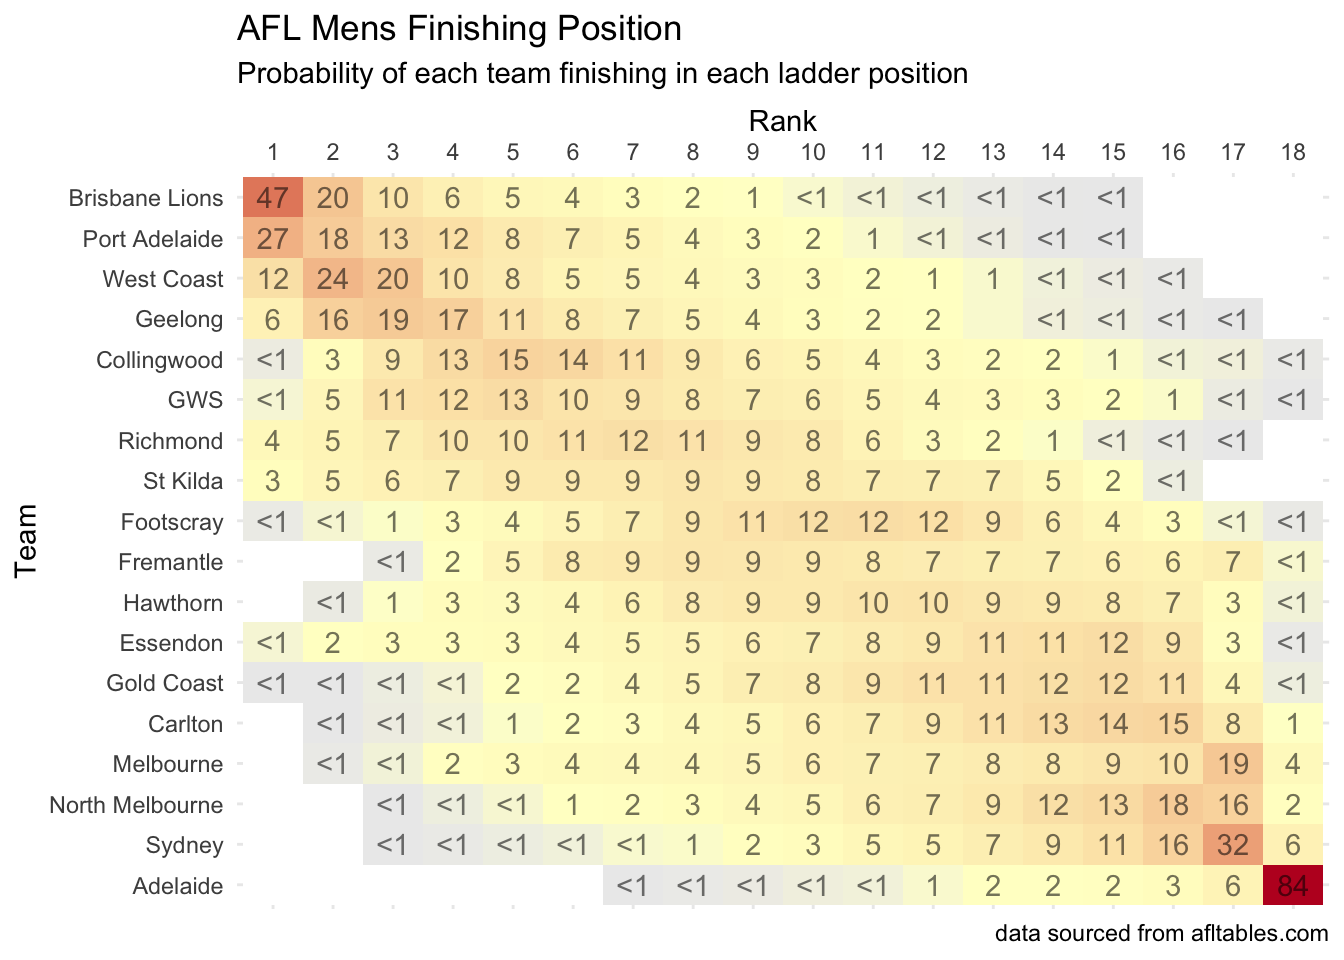 AFL Mens Finishing Position
Probability of each team finishing in each ladder position
Rank
1 2 3 4 5 6 7 8 9 10 11 12 13 14 15 16 17 18
Team
Brisbane Lions 47 20 10 6 5 4 3 2 1 <1 <1 <1 <1 <1 <1
Port Adelaide 27 18 13 12 8 7 5 4 3 2 1 <1 <1 <1 <1
West Coast 12 24 20 10 8 5 5 4 3 3 2 1 1 <1 <1 <1
Geelong 6 16 19 17 11 8 7 5 4 3 2 2 <1 <1 <1 <1
Collingwood <1 3 9 13 15 14 11 9 6 5 4 3 2 2 1 <1 <1 <1
GWS <1 5 11 12 13 10 9 8 7 6 5 4 3 3 2 1 <1 <1
Richmond 4 5 7 10 10 11 12 11 9 8 6 3 2 1 <1 <1 <1
St Kilda 3 5 6 7 9 9 9 9 9 8 7 7 7 5 2 <1
Footscray <1 <1 1 3 4 5 7 9 11 12 12 12 9 6 4 3 <1 <1
Fremantle <1 2 5 8 9 9 9 9 8 7 7 7 6 6 7 <1
Hawthorn <1 1 3 3 4 6 8 9 9 10 10 9 9 8 7 3 <1
Essendon <1 2 3 3 3 4 5 5 6 7 8 9 11 11 12 9 3 <1
Gold Coast <1 <1 <1 <1 2 2 4 5 7 8 9 11 11 12 12 11 4 <1
Carlton <1 <1 <1 1 2 3 4 5 6 7 9 11 13 14 15 8 1
Melbourne <1 <1 2 3 4 4 4 5 6 7 7 8 8 9 10 19 4
North Melbourne <1 <1 <1 1 2 3 4 5 6 7 9 12 13 18 16 2
Sydney <1 <1 <1 <1 <1 1 2 3 5 5 7 9 11 16 32 6
Adelaide <1 <1 <1 <1 <1 1 2 2 2 3 6 84
data sourced from afltables.com